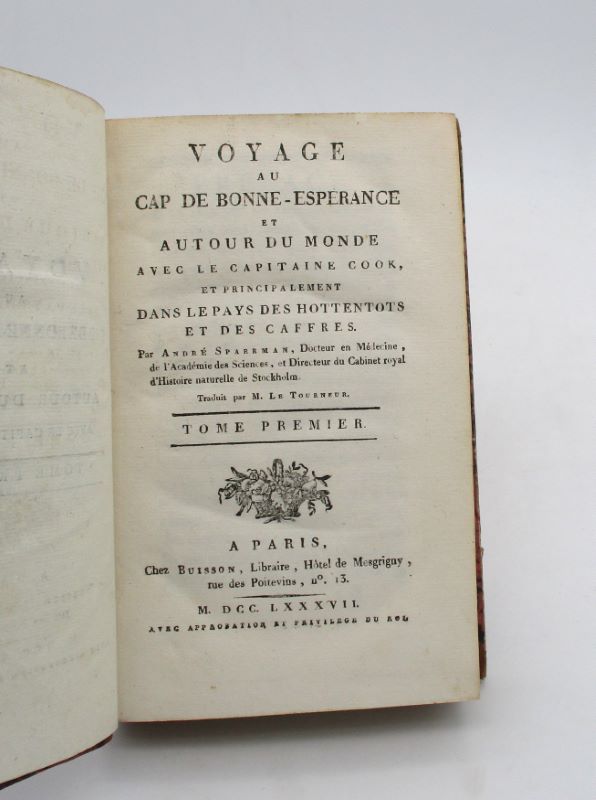 VOYAGE
AU
CAP DE BONNE-ESPÉRANCE
ET
AUTOUR DU MONDE
AVEC LE CAPITAINE COOK,
ET PRINCIPALEMENT
DANS LE PAYS DES HOTTENTOTS
ET DES CAFFRES.
Par ANDRÉ SPARRMAN, Docteur en Médecine,
de l'Académie des Sciences, et Directeur du Cabinet royal
d'Histoire naturelle de Stockholm.
Traduit par M. LE TOURNEUR.
TOME PREMIER.
A PARIS,
Chez BUISSON, Libraire, Hôtel de Mesgrigny,
rue des Poitevins, nº. 13.
M. DCC. LXXXVII.
AVEC APPROBATION ET PRIVILEGE DU ROI.